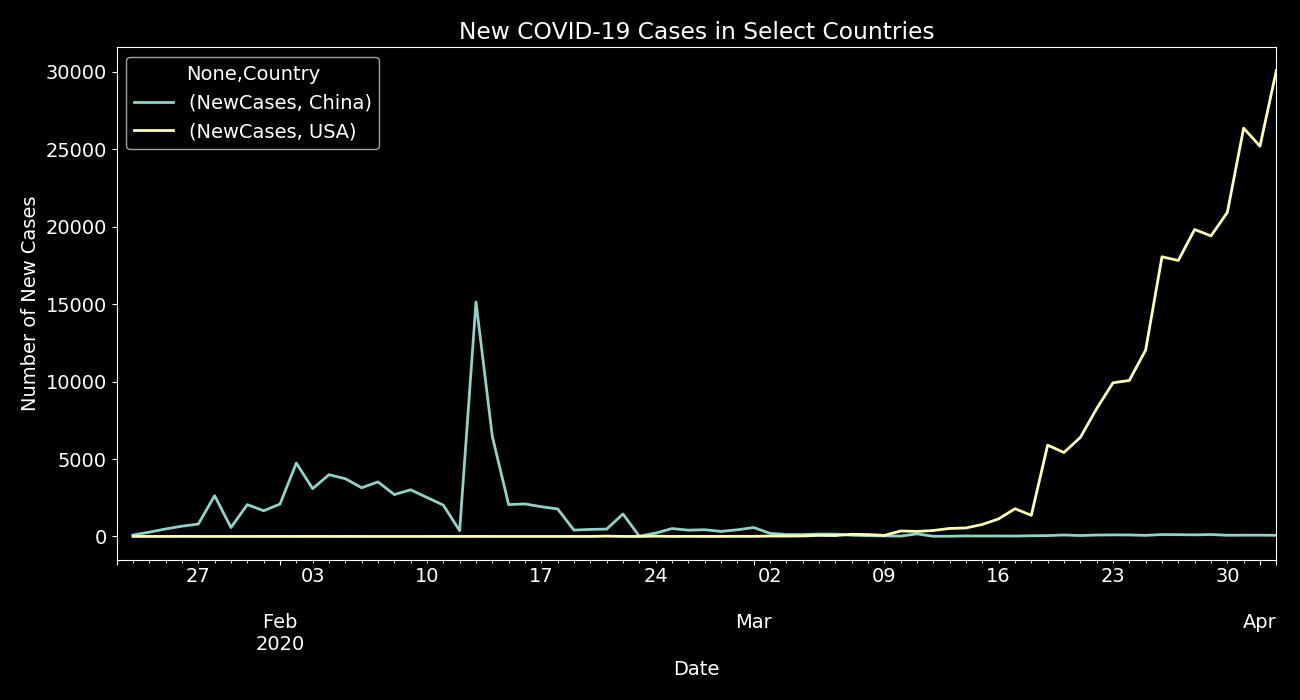 New COVID-19 Cases in Select Countries
None,Country
(NewCases, China)
(NewCases, USA)
Number of New Cases
30000
25000
20000
15000
10000
5000
0
27 03 10 17 24 02 09 16 23 30
Feb Mar Apr
2020
Date